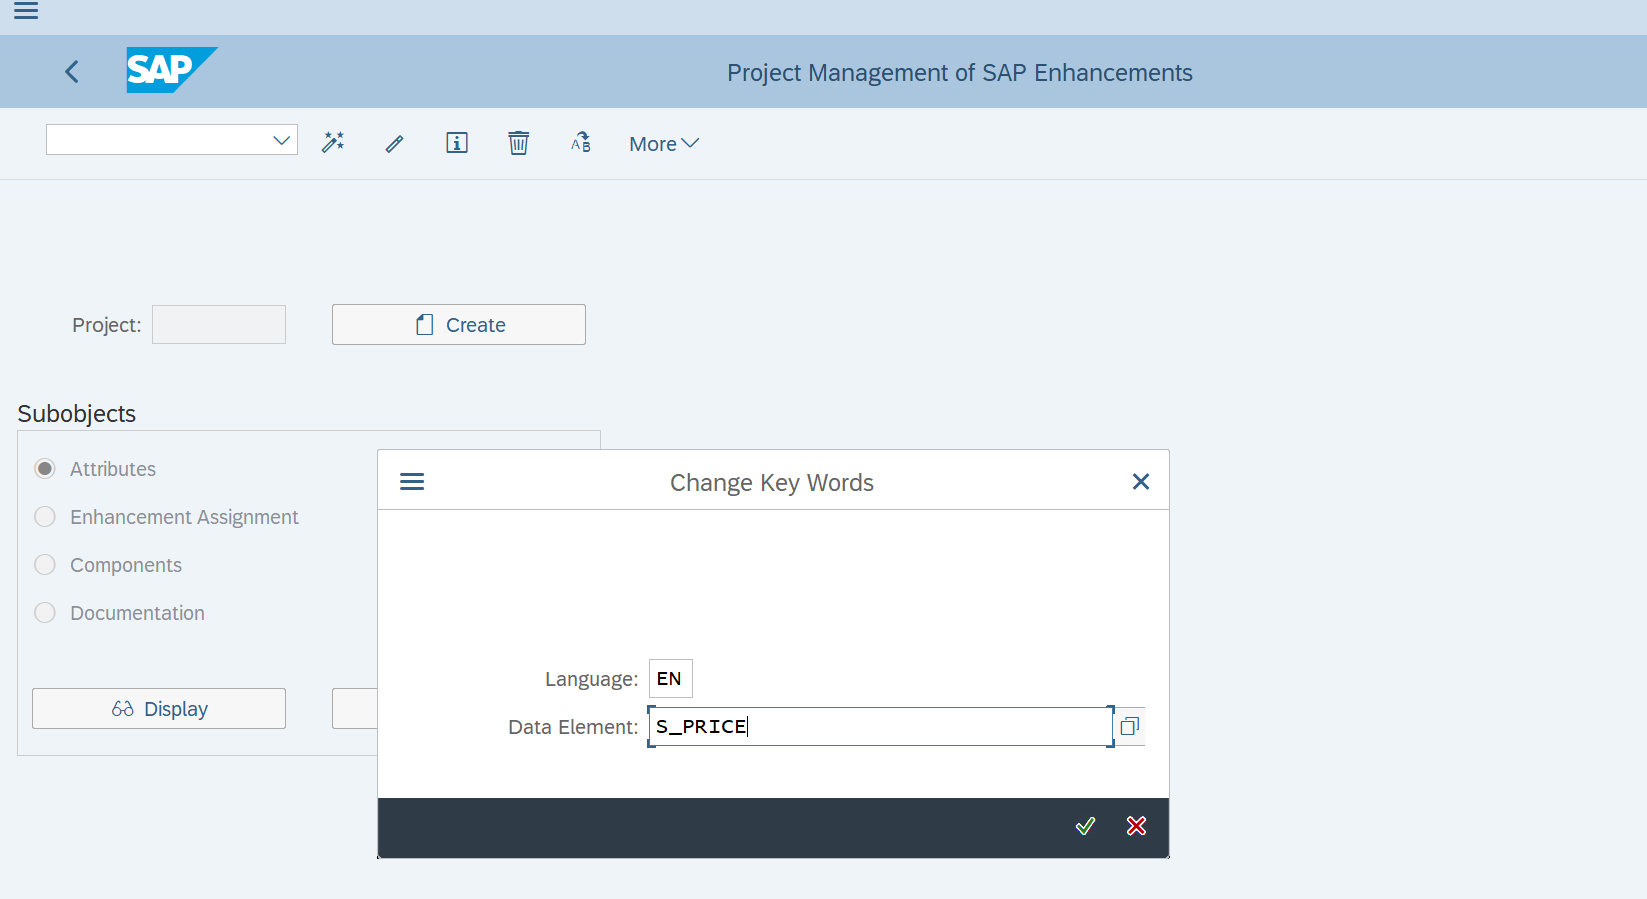 SAP
Project Management of SAP Enhancements
More
Project:
Create
Subobjects
Attributes
Enhancement Assignment
Components
Documentation
Display
Change Key Words
Language: EN
Data Element: S_PRICE